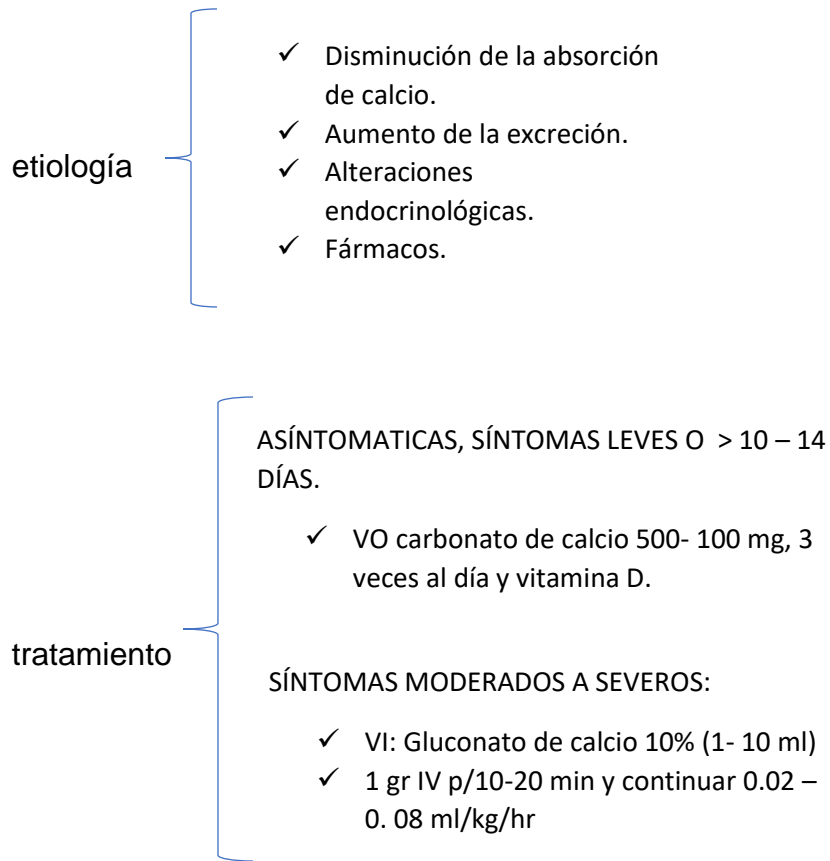 etiología
✓ Disminución de la absorción
de calcio.
✓ Aumento de la excreción.
✓ Alteraciones
endocrinológicas.
✓ Fármacos.
tratamiento
ASÍNTOMATICAS, SÍNTOMAS LEVES O > 10 – 14
DÍAS.
✓ VO carbonato de calcio 500- 100 mg, 3
veces al día y vitamina D.
SÍNTOMAS MODERADOS A SEVEROS:
✓ VI: Gluconato de calcio 10% (1- 10 ml)
✓ 1 gr IV p/10-20 min y continuar 0.02 –
0. 08 ml/kg/hr